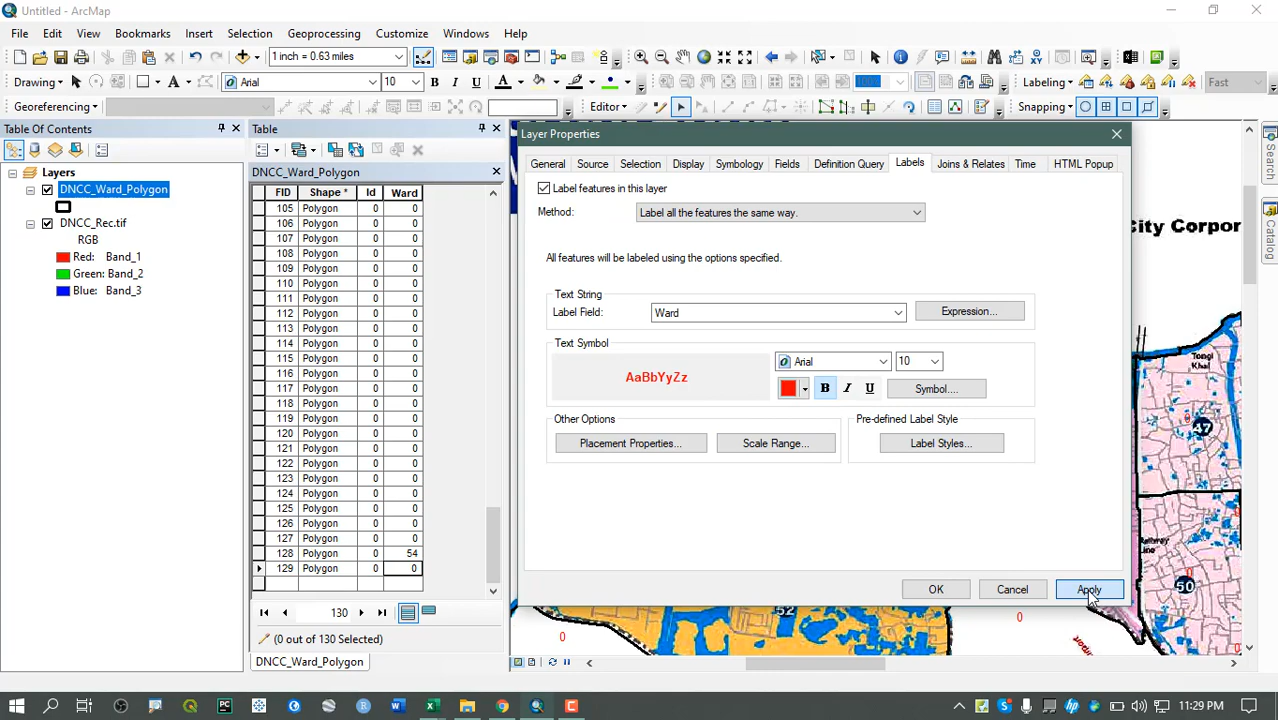 Untitled - ArcMap
File Edit View Bookmarks Insert Selection Geoprocessing Customize Windows Help
1 inch = 0.63 miles
Drawing Arial 10 B I U A Labeling Fast
Georeferencing Editor Snapping
Table Of Contents
Layers
DNCC_Ward_Polygon
DNCC_Rec.tif
RGB
Red: Band_1
Green: Band_2
Blue: Band_3
Table
DNCC_Ward_Polygon
FID Shape * Id Ward
105 Polygon 0 0
106 Polygon 0 0
107 Polygon 0 0
108 Polygon 0 0
109 Polygon 0 0
110 Polygon 0 0
111 Polygon 0 0
112 Polygon 0 0
113 Polygon 0 0
114 Polygon 0 0
115 Polygon 0 0
116 Polygon 0 0
117 Polygon 0 0
118 Polygon 0 0
119 Polygon 0 0
120 Polygon 0 0
121 Polygon 0 0
122 Polygon 0 0
123 Polygon 0 0
124 Polygon 0 0
125 Polygon 0 0
126 Polygon 0 0
127 Polygon 0 0
128 Polygon 0 54
129 Polygon 0 0
130
(0 out of 130 Selected)
DNCC_Ward_Polygon
Layer Properties
General Source Selection Display Symbology Fields Definition Query Labels Joins & Relates Time HTML Popup
Label features in this layer
Method: Label all the features the same way.
All features will be labeled using the options specified.
Text String
Label Field: Ward Expression...
Text Symbol
AaBbYyZz
Arial 10
B I U Symbol....
Other Options
Placement Properties... Scale Range...
Pre-defined Label Style
Label Styles...
OK Cancel Apply
City Corpor
Tongi
Khal
0
47
Railway
Line
0
50
52
0
0
Search
Catalog
11:29 PM